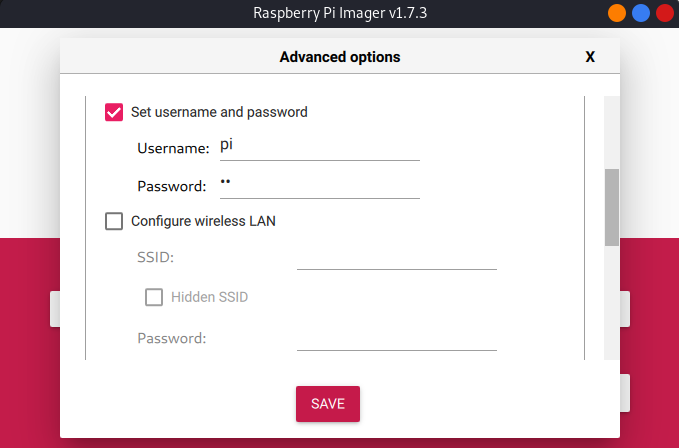 Raspberry Pi Imager v1.7.3
Advanced options
X
Set username and password
Username: pi
Password: ••
Configure wireless LAN
SSID:
Hidden SSID
Password:
SAVE